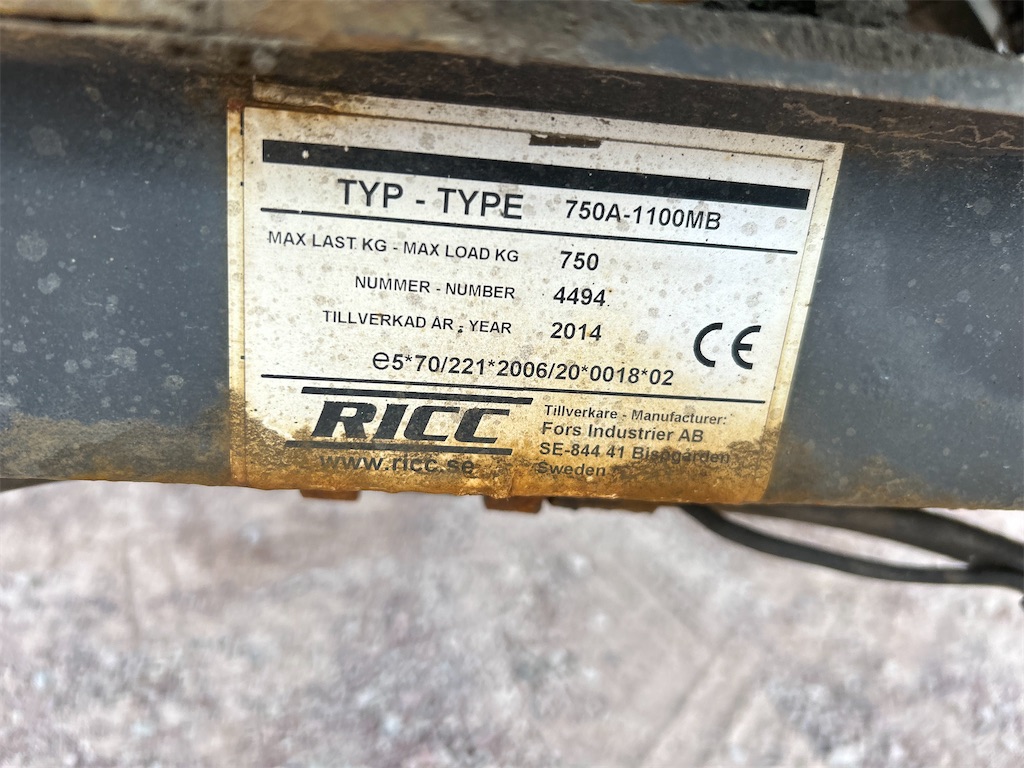 TYP - TYPE 750A-1100MB
MAX LAST KG - MAX LOAD KG 750
NUMMER - NUMBER 4494
TILLVERKAD ÅR - YEAR 2014
CE
e5*70/221*2006/20*0018*02
RICC
www.ricc.se
Tillverkare - Manufacturer:
Fors Industrier AB
SE-844 41 Bispgården
Sweden